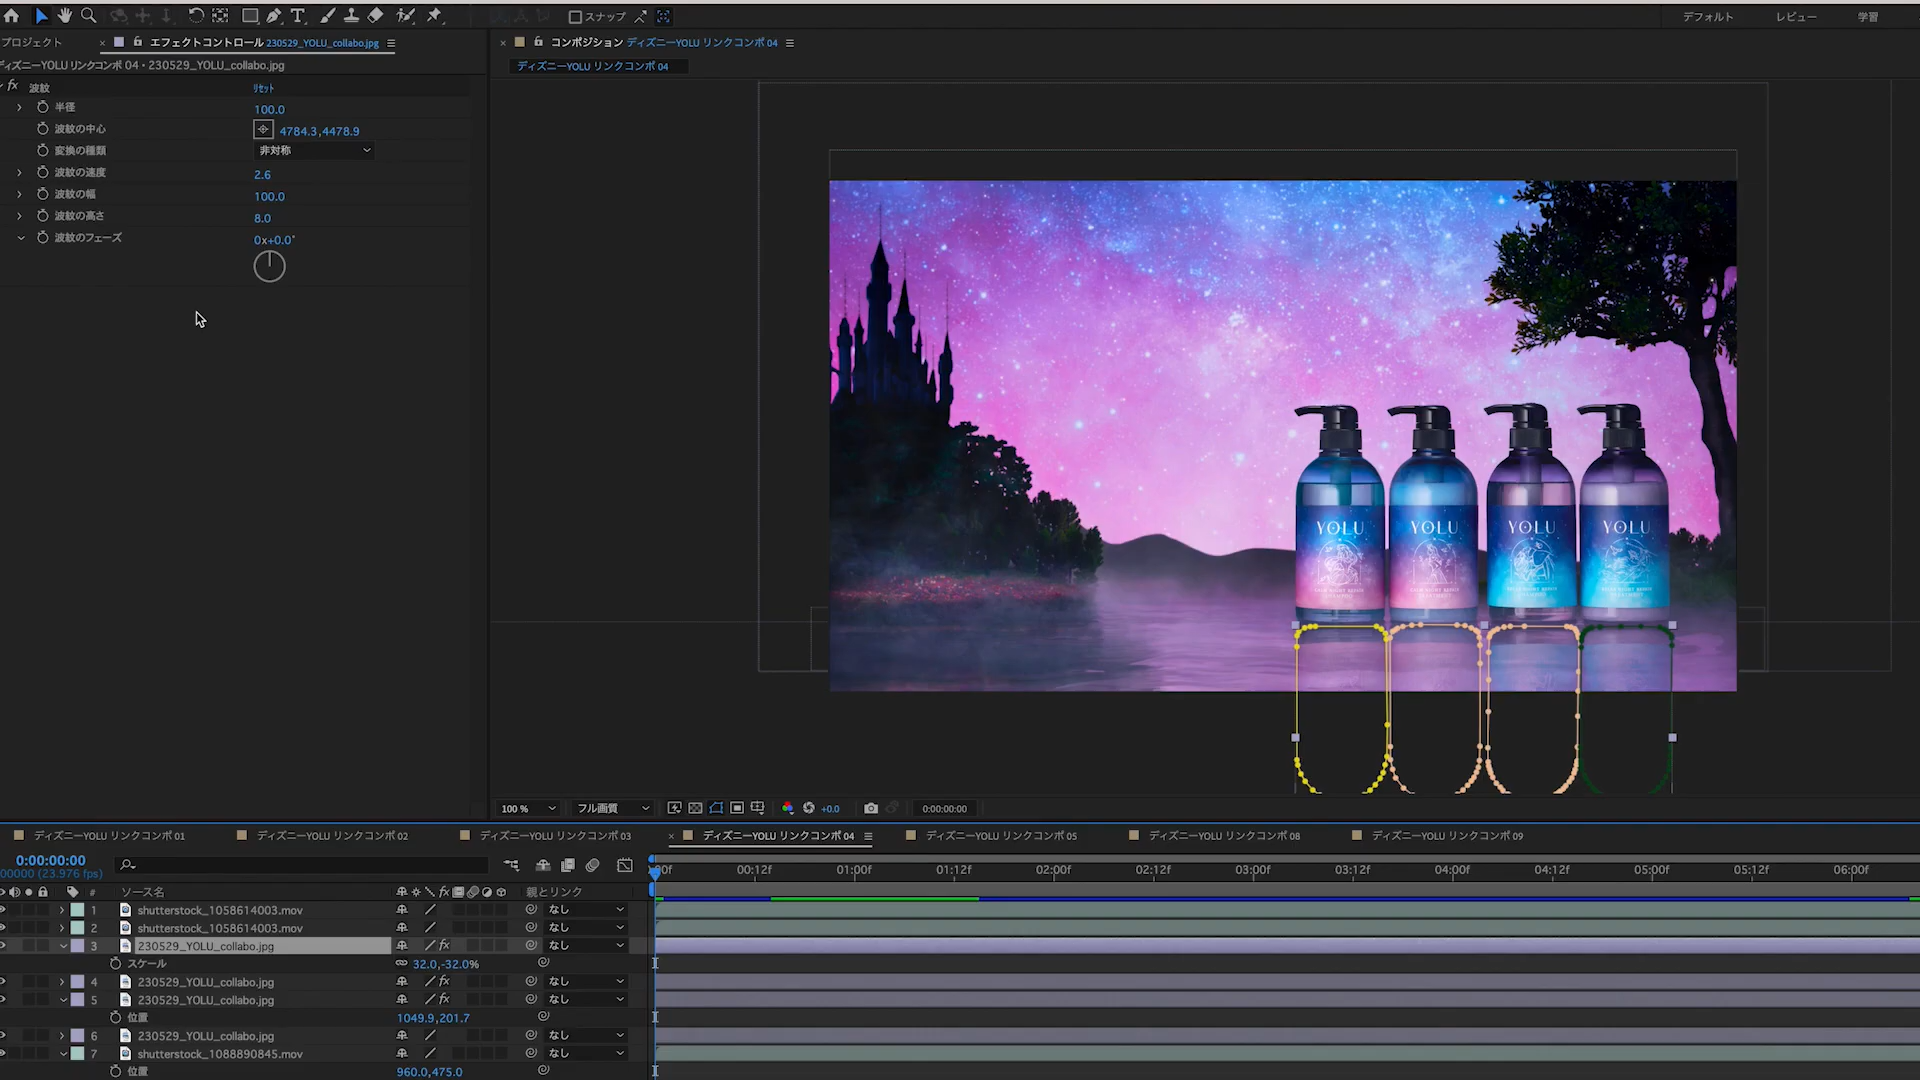 スナップ
デフォルト
レビュー
学習
プロジェクト
エフェクトコントロール 230529_YOLU_collabo.jpg
コンポジション ディズニーYOLU リンクコンポ 04
ディズニーYOLU リンクコンポ 04・230529_YOLU_collabo.jpg
ディズニーYOLU リンクコンポ 04
fx 波紋 リセット
半径 100.0
波紋の中心 4784.3,4478.9
変換の種類 非対称
波紋の速度 2.6
波紋の幅 100.0
波紋の高さ 8.0
波紋のフェーズ 0x+0.0°
YOLU YOLU YOLU YOLU
100 %
フル画質
+0.0
0:00:00:00
ディズニーYOLU リンクコンポ 01
ディズニーYOLU リンクコンポ 02
ディズニーYOLU リンクコンポ 03
ディズニーYOLU リンクコンポ 04
ディズニーYOLU リンクコンポ 05
ディズニーYOLU リンクコンポ 08
ディズニーYOLU リンクコンポ 09
0:00:00:00
00000 (23.976 fps)
:00f 00:12f 01:00f 01:12f 02:00f 02:12f 03:00f 03:12f 04:00f 04:12f 05:00f 05:12f 06:00f
# ソース名 fx 親とリンク
1 shutterstock_1058614003.mov なし
2 shutterstock_1058614003.mov なし
3 230529_YOLU_collabo.jpg fx なし
スケール 32.0,-32.0%
4 230529_YOLU_collabo.jpg fx なし
5 230529_YOLU_collabo.jpg fx なし
位置 1049.9,201.7
6 230529_YOLU_collabo.jpg なし
7 shutterstock_1088890845.mov なし
位置 960.0,475.0